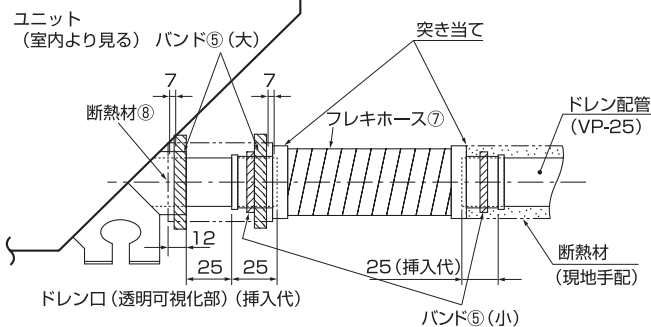 ユニット
(室内より見る)
バンド⑤(大)
突き当て
7
7
断熱材⑧
フレキホース⑦
ドレン配管
(VP-25)
12
25
25
25(挿入代)
断熱材
(現地手配)
ドレン口(透明可視化部)(挿入代)
バンド⑤(小)